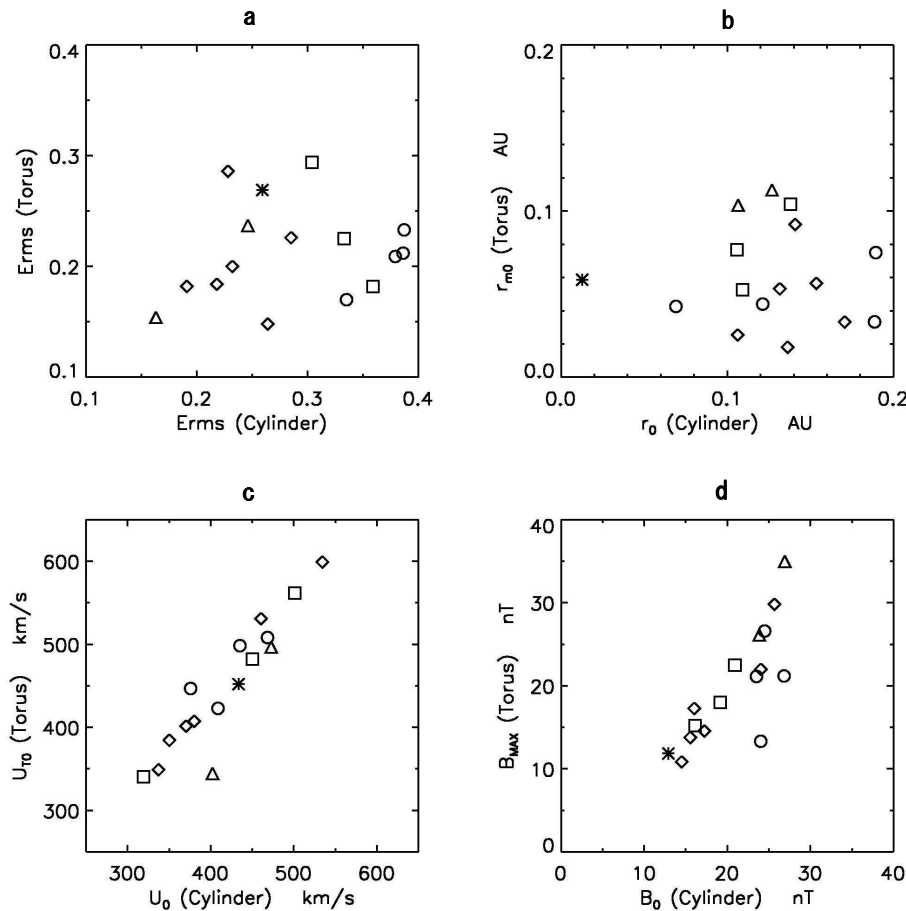 a
0.4
0.3
0.2
0.1
Erms (Torus)
0.1 0.2 0.3 0.4
Erms (Cylinder)
b
0.2
0.1
0.0
r_m0 (Torus) AU
0.0 0.1 0.2
r_0 (Cylinder) AU
c
600
500
400
300
U_T0 (Torus) km/s
300 400 500 600
U_0 (Cylinder) km/s
d
40
30
20
10
0
B_MAX (Torus) nT
0 10 20 30 40
B_0 (Cylinder) nT